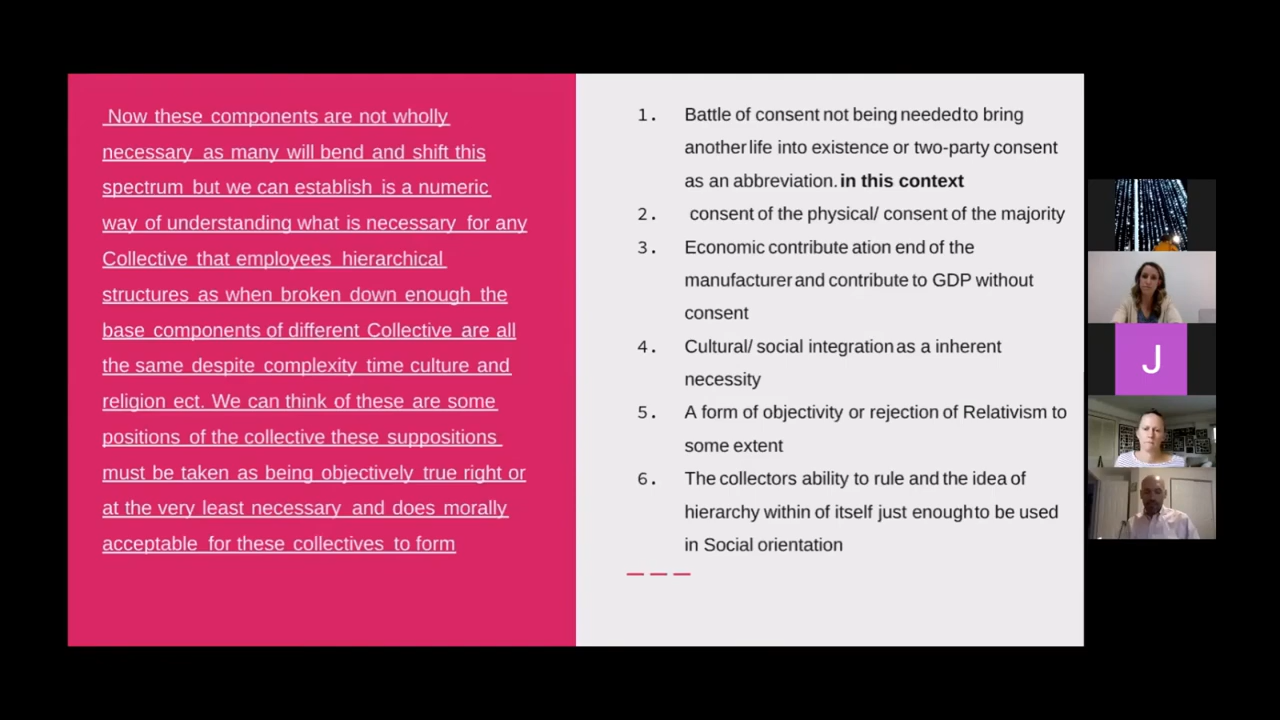 Now these components are not wholly
necessary as many will bend and shift this
spectrum but we can establish is a numeric
way of understanding what is necessary for any
Collective that employees hierarchical
structures as when broken down enough the
base components of different Collective are all
the same despite complexity time culture and
religion ect. We can think of these are some
positions of the collective these suppositions
must be taken as being objectively true right or
at the very least necessary and does morally
acceptable for these collectives to form
1. Battle of consent not being needed to bring
another life into existence or two-party consent
as an abbreviation. in this context
2. consent of the physical/ consent of the majority
3. Economic contribute ation end of the
manufacturer and contribute to GDP without
consent
4. Cultural/ social integration as a inherent
necessity
5. A form of objectivity or rejection of Relativism to
some extent
6. The collectors ability to rule and the idea of
hierarchy within of itself just enough to be used
in Social orientation
J